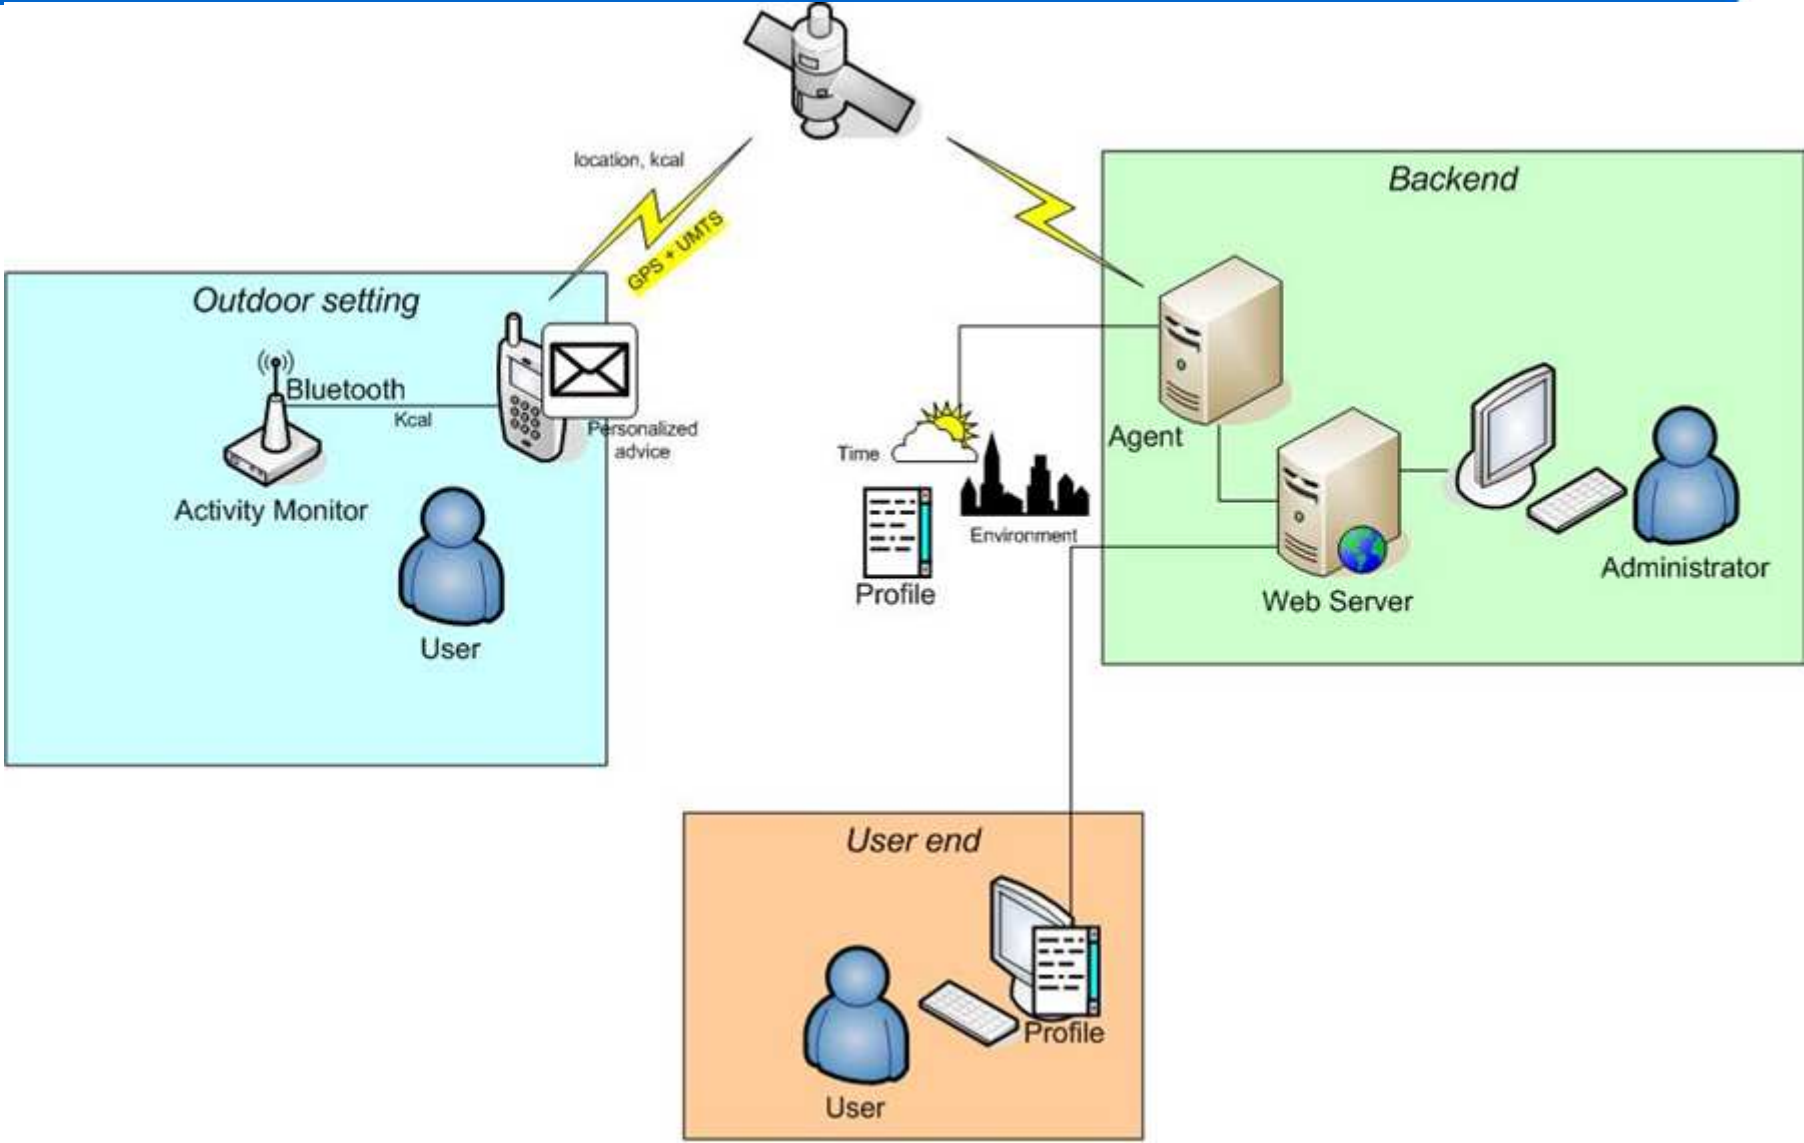 location, kcal
GPS + UMTS
Backend
Outdoor setting
Bluetooth
Kcal
Personalized
advice
Activity Monitor
User
Time
Environment
Profile
Agent
Web Server
Administrator
User end
Profile
User